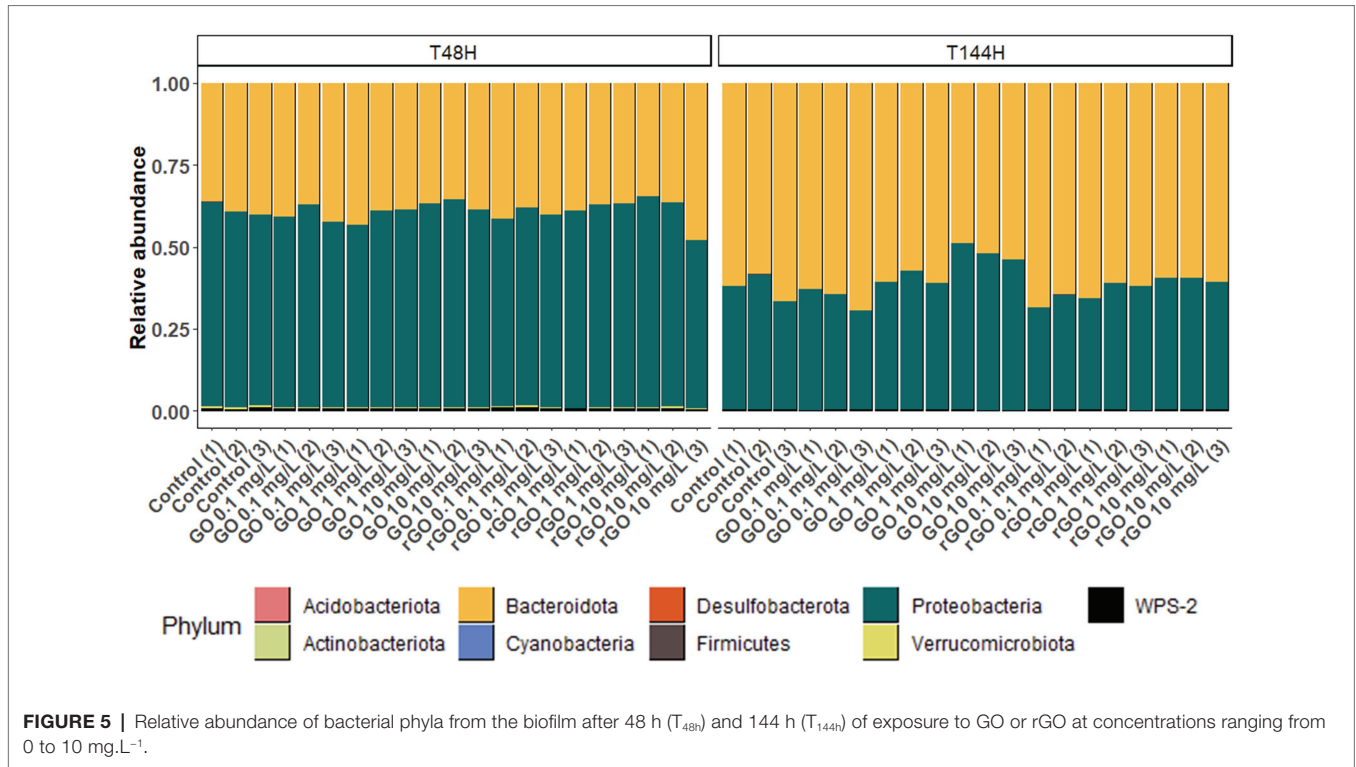 T48H
T144H
1.00
0.75
0.50
0.25
0.00
Relative abundance
Control (1)
Control (2)
Control (3)
GO 0.1 mg/L (1)
GO 0.1 mg/L (2)
GO 0.1 mg/L (3)
GO 1 mg/L (1)
GO 1 mg/L (2)
GO 1 mg/L (3)
GO 10 mg/L (1)
GO 10 mg/L (2)
GO 10 mg/L (3)
rGO 0.1 mg/L (1)
rGO 0.1 mg/L (2)
rGO 0.1 mg/L (3)
rGO 1 mg/L (1)
rGO 1 mg/L (2)
rGO 1 mg/L (3)
rGO 10 mg/L (1)
rGO 10 mg/L (2)
rGO 10 mg/L (3)
Control (1)
Control (2)
Control (3)
GO 0.1 mg/L (1)
GO 0.1 mg/L (2)
GO 0.1 mg/L (3)
GO 1 mg/L (1)
GO 1 mg/L (2)
GO 1 mg/L (3)
GO 10 mg/L (1)
GO 10 mg/L (2)
GO 10 mg/L (3)
rGO 0.1 mg/L (1)
rGO 0.1 mg/L (2)
rGO 0.1 mg/L (3)
rGO 1 mg/L (1)
rGO 1 mg/L (2)
rGO 1 mg/L (3)
rGO 10 mg/L (1)
rGO 10 mg/L (2)
rGO 10 mg/L (3)
Phylum
Acidobacteriota
Bacteroidota
Desulfobacterota
Proteobacteria
WPS-2
Actinobacteriota
Cyanobacteria
Firmicutes
Verrucomicrobiota
FIGURE 5 | Relative abundance of bacterial phyla from the biofilm after 48 h (T48h) and 144 h (T144h) of exposure to GO or rGO at concentrations ranging from
0 to 10 mg.L−1.